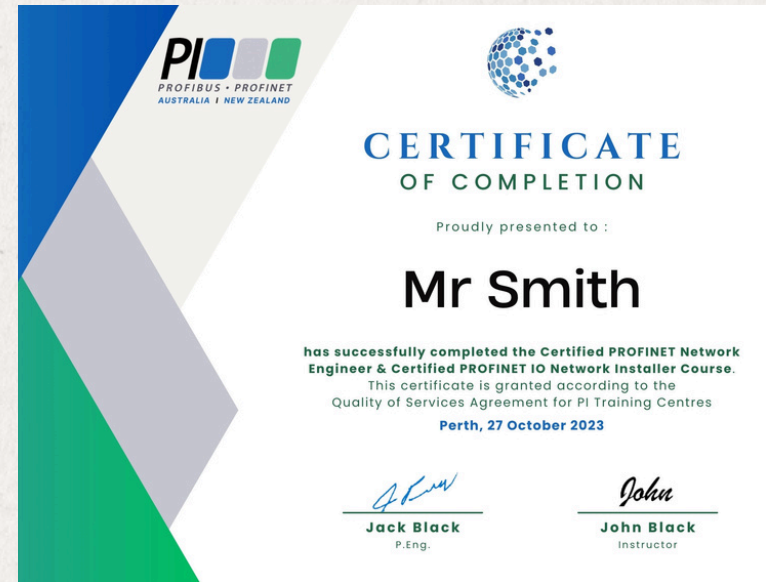 PI
PROFIBUS • PROFINET
AUSTRALIA I NEW ZEALAND
CERTIFICATE
OF COMPLETION
Proudly presented to :
Mr Smith
has successfully completed the Certified PROFINET Network
Engineer & Certified PROFINET IO Network Installer Course.
This certificate is granted according to the
Quality of Services Agreement for PI Training Centres
Perth, 27 October 2023
John
Jack Black
John Black
P.Eng.
Instructor